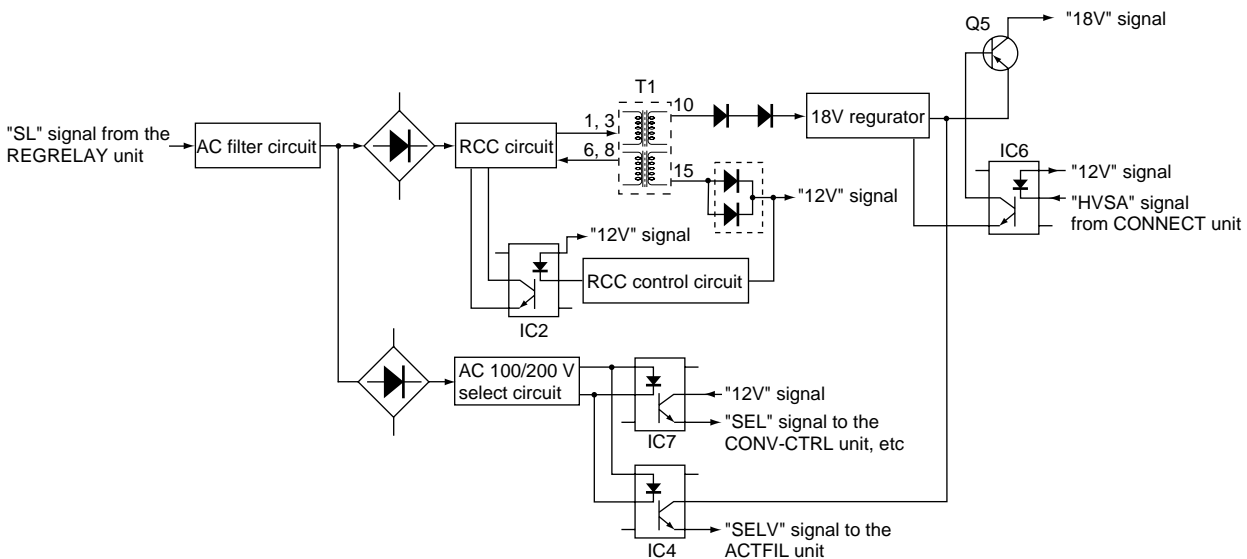 Q5
"18V" signal
T1
10
1, 3
"SL" signal from the
REGRELAY unit
AC filter circuit
RCC circuit
18V regurator
6, 8
15
IC6
"12V" signal
"12V" signal
"HVSA" signal
from CONNECT unit
"12V" signal
RCC control circuit
IC2
AC 100/200 V
select circuit
"12V" signal
"SEL" signal to the
CONV-CTRL unit, etc
IC7
"SELV" signal to the
ACTFIL unit
IC4